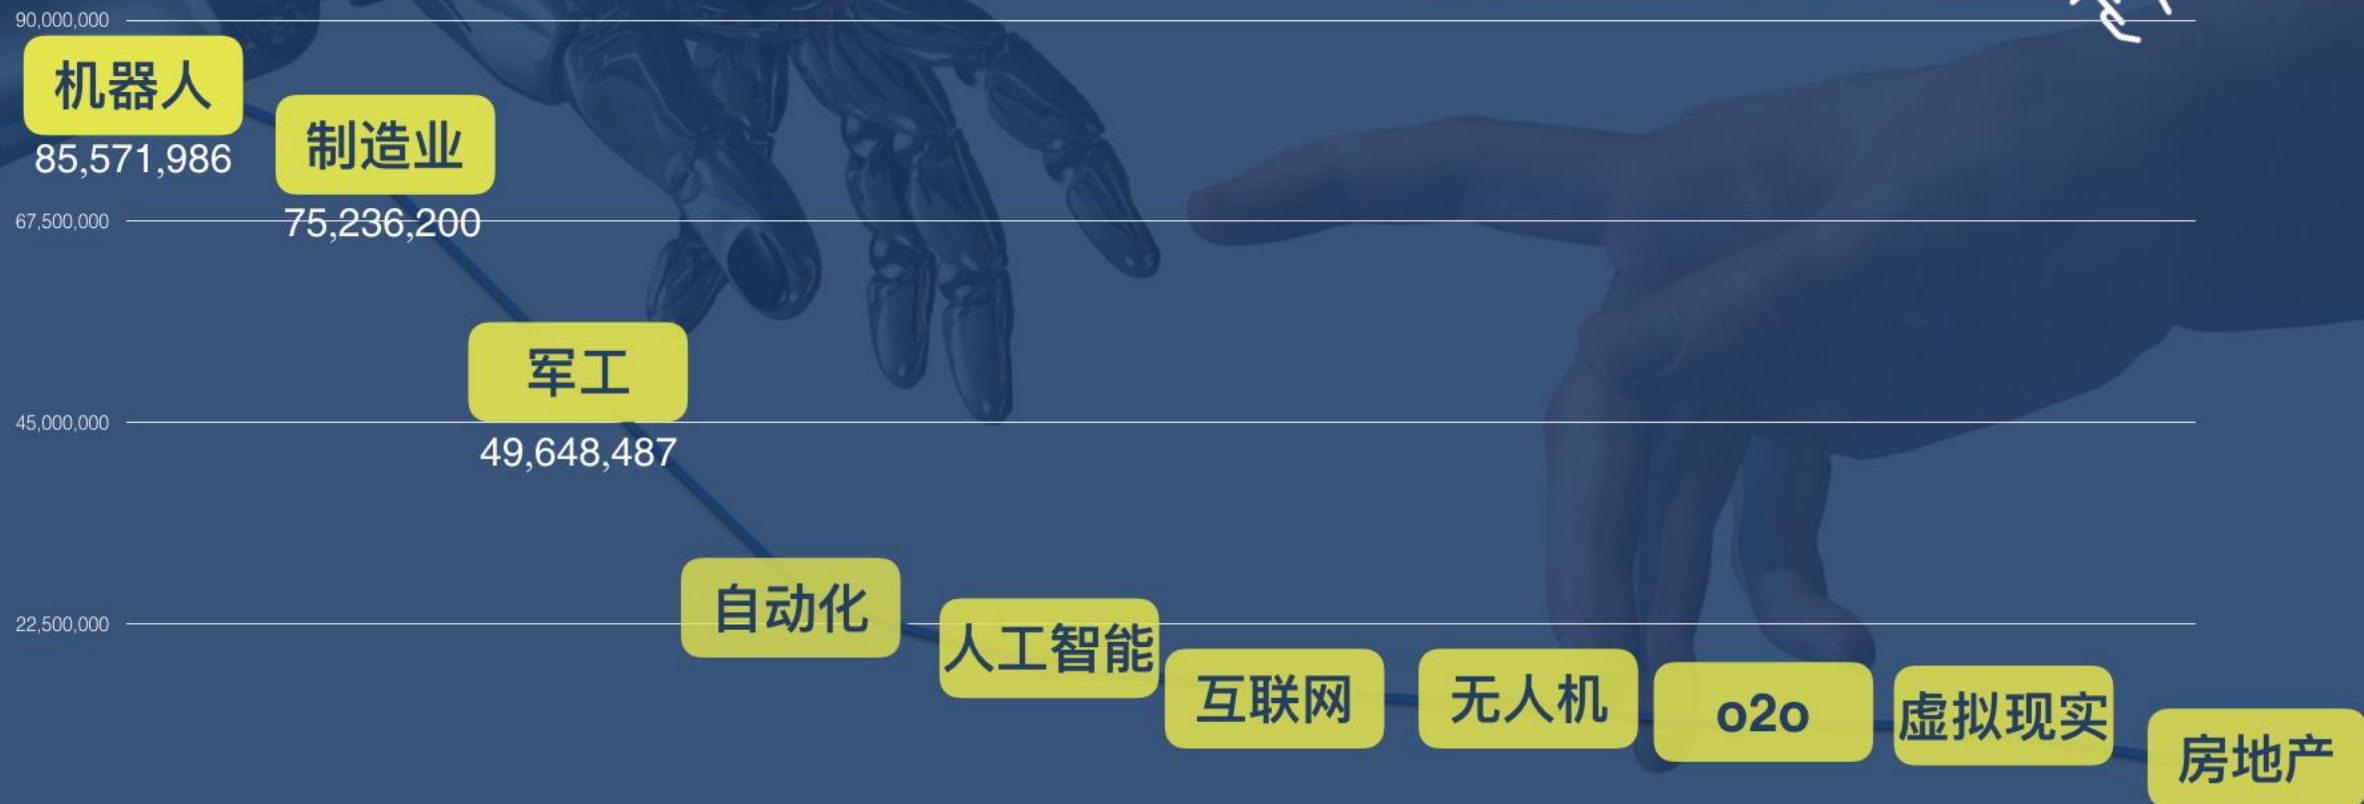 90,000,000
机器人
85,571,986
制造业
75,236,200
67,500,000
军工
49,648,487
45,000,000
自动化
22,500,000
人工智能
互联网
无人机
o2o
虚拟现实
房地产